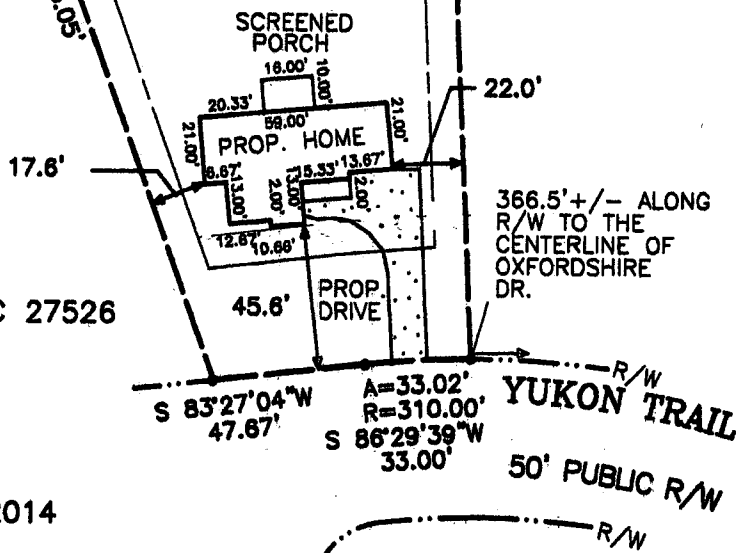 .05'
SCREENED
PORCH
16.00'
10.00'
20.33'
59.00'
21.00'
21.00'
22.0'
PROP. HOME
17.6'
13.67'
15.33'
13.00'
2.00'
13.00'
2.00'
12.67'
10.66'
366.5'+/- ALONG
R/W TO THE
CENTERLINE OF
OXFORDSHIRE
DR.
C 27526
45.6'
PROP.
DRIVE
R/W
S 83°27'04"W
47.67'
A=33.02'
R=310.00'
S 86°29'39"W
33.00'
YUKON TRAIL
50' PUBLIC R/W
2014
R/W